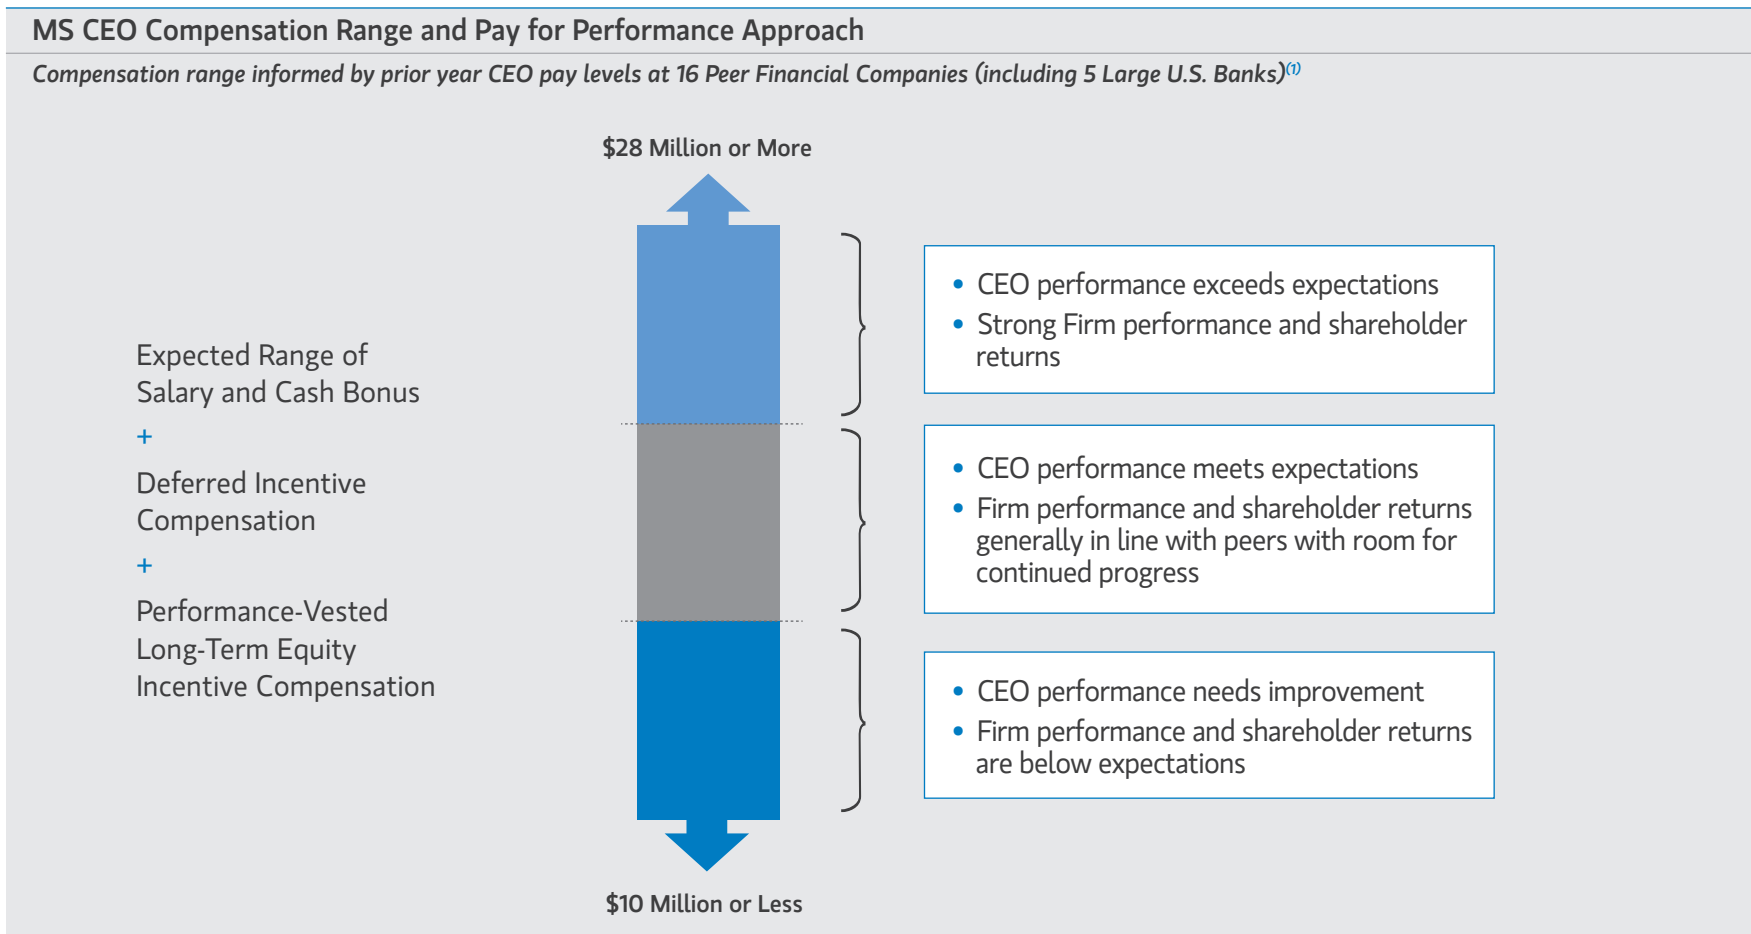 MS CEO Compensation Range and Pay for Performance Approach
Compensation range informed by prior year CEO pay levels at 16 Peer Financial Companies (including 5 Large U.S. Banks)(1)
$28 Million or More
Expected Range of
Salary and Cash Bonus
+
Deferred Incentive
Compensation
+
Performance-Vested
Long-Term Equity
Incentive Compensation
• CEO performance exceeds expectations
• Strong Firm performance and shareholder
returns
• CEO performance meets expectations
• Firm performance and shareholder returns
generally in line with peers with room for
continued progress
• CEO performance needs improvement
• Firm performance and shareholder returns
are below expectations
$10 Million or Less